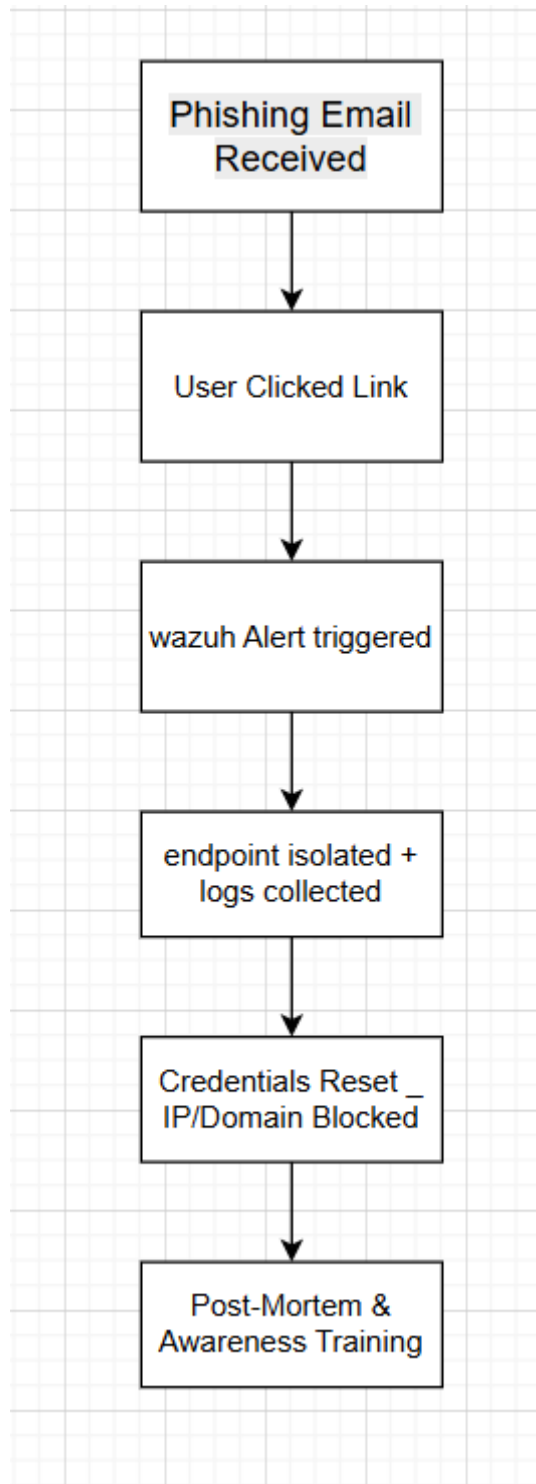 Phishing Email
Received
User Clicked Link
wazuh Alert triggered
endpoint isolated +
logs collected
Credentials Reset _
IP/Domain Blocked
Post-Mortem &
Awareness Training